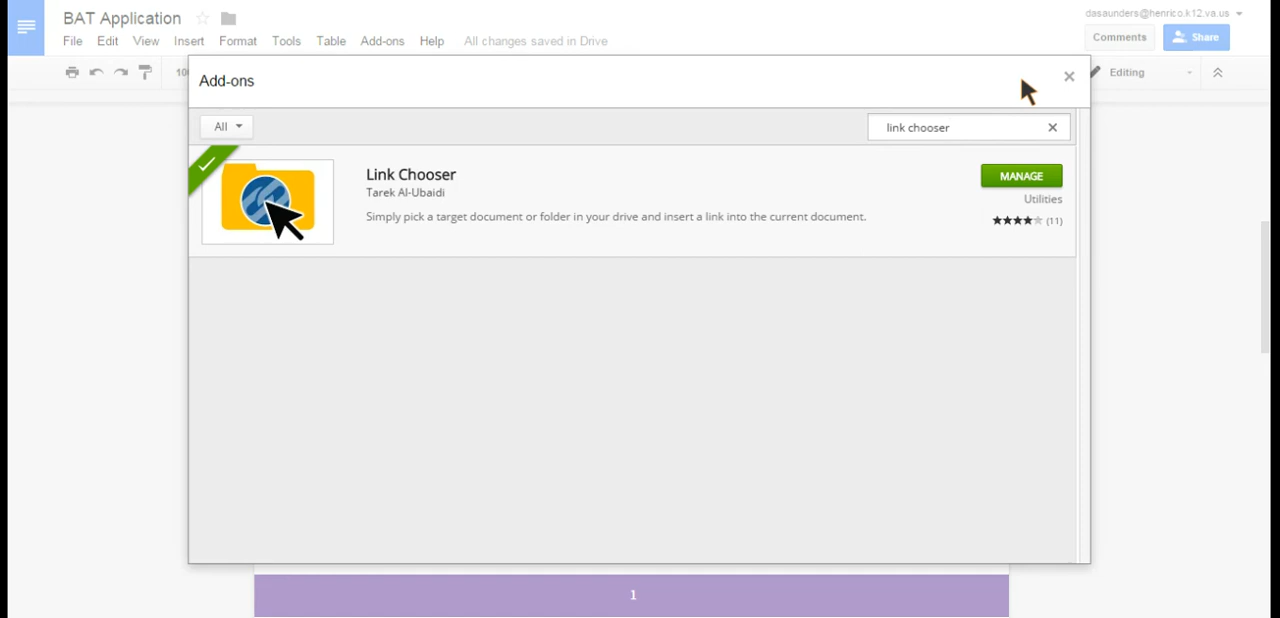 BAT Application
dasaunders@henrico.k12.va.us
File Edit View Insert Format Tools Table Add-ons Help All changes saved in Drive
Comments Share
Add-ons
Editing
All
link chooser
Link Chooser
MANAGE
Tarek Al-Ubaidi
Utilities
Simply pick a target document or folder in your drive and insert a link into the current document.
(11)
1